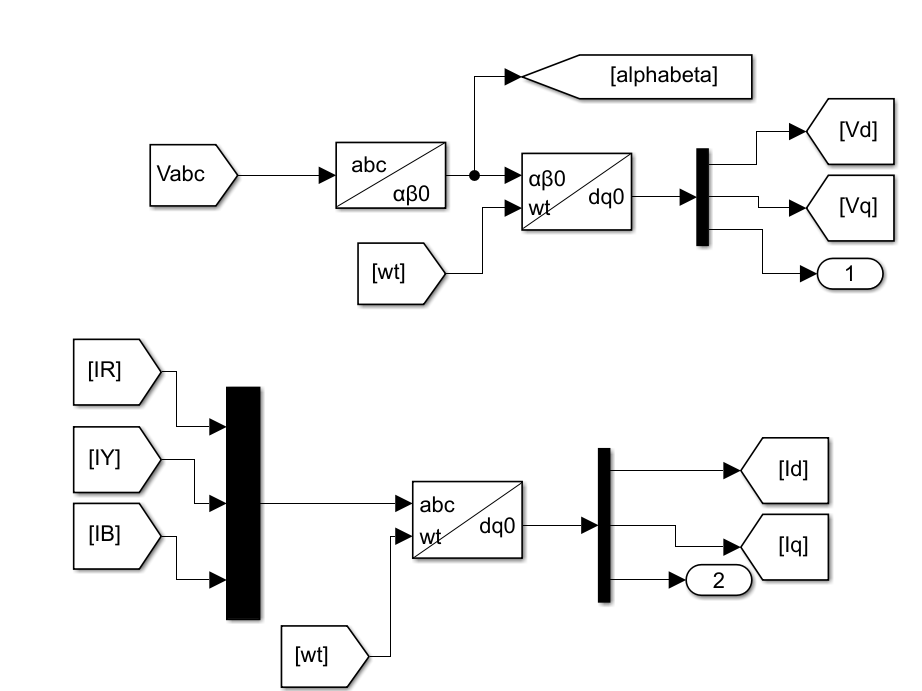 [alphabeta]
[Vd]
Vabc
abc
αβ0
αβ0
wt
dq0
[Vq]
[wt]
1
[IR]
[IY]
[IB]
abc
wt
dq0
[Id]
[Iq]
2
[wt]